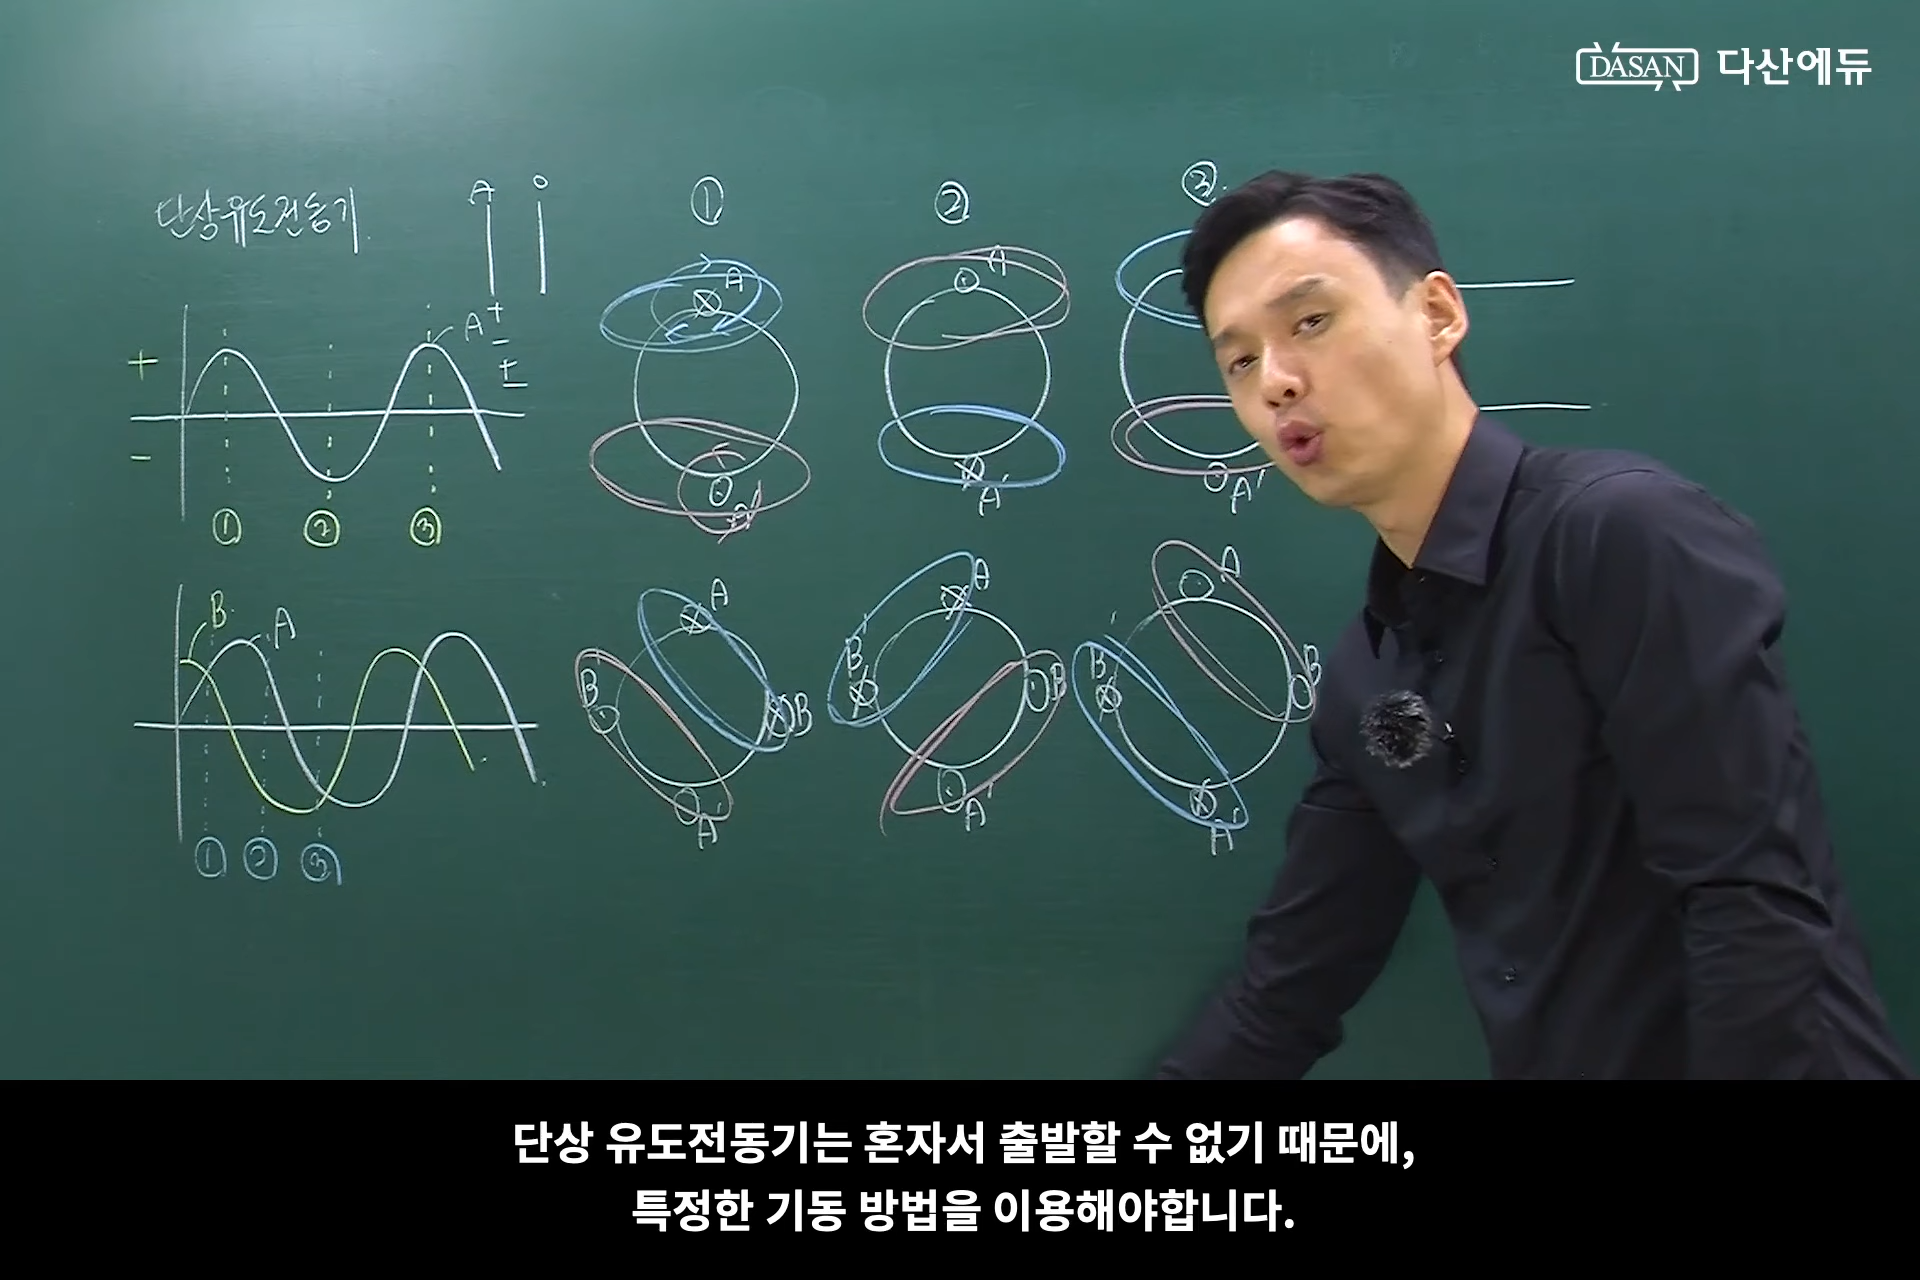 DASAN 다산에듀
단상유도전동기
A 0
① ② ③
A A
A' A' A'
+ A + - ±
-
① ② ③
B A
A A A
B B B B B B
A' A' A'
① ② ③
단상 유도전동기는 혼자서 출발할 수 없기 때문에,
특정한 기동 방법을 이용해야합니다.